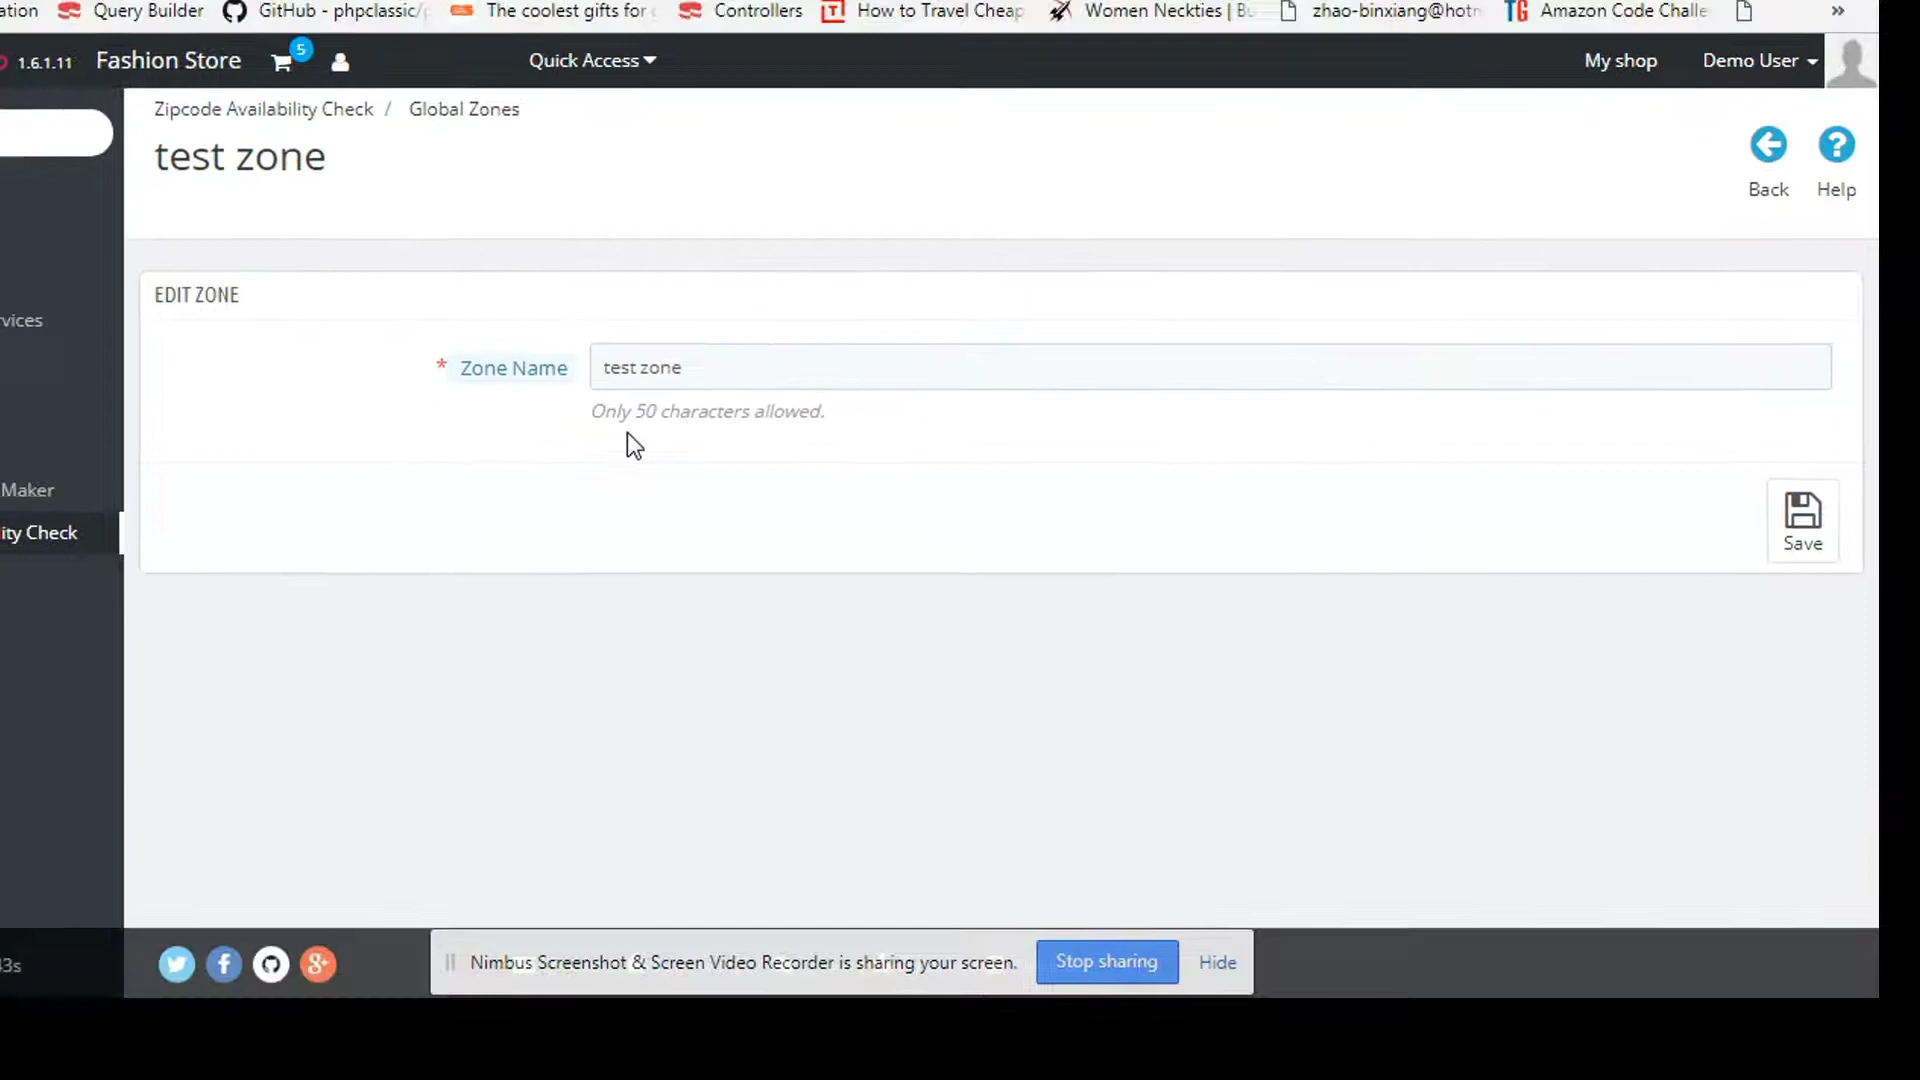 ation Query Builder GitHub - phpclassic/ The coolest gifts for Controllers How to Travel Cheap Women Neckties | Bu zhao-binxiang@hotn Amazon Code Challe »
1.6.1.11 Fashion Store 5 Quick Access My shop Demo User
Zipcode Availability Check / Global Zones
test zone
Back Help
EDIT ZONE
* Zone Name test zone
Only 50 characters allowed.
vices
Maker
ity Check
Save
3s
Nimbus Screenshot & Screen Video Recorder is sharing your screen. Stop sharing Hide